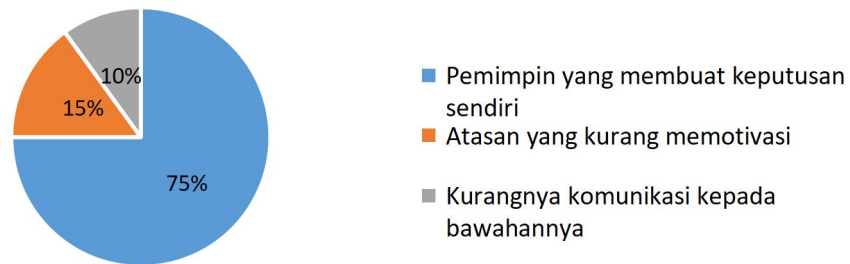 10%
15%
75%
Pemimpin yang membuat keputusan
sendiri
Atasan yang kurang memotivasi
Kurangnya komunikasi kepada
bawahannya